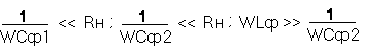 1/WCф1 << Rн ; 1/WCф2 << Rн ; WLф >> 1/WCф2